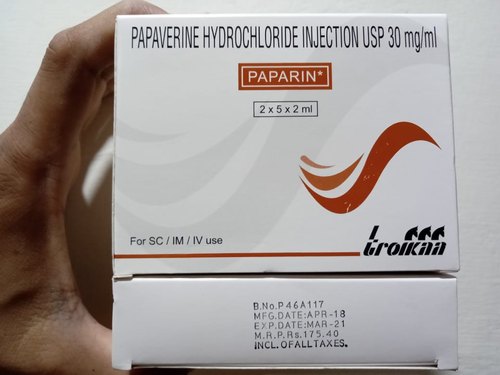 PAPAVERINE HYDROCHLORIDE INJECTION USP 30 mg/ml
PAPARIN*
2 x 5 x 2 ml
For SC / IM / IV use
troikaa
B.No.P46A117
MFG.DATE:APR-18
EXP.DATE:MAR-21
M.R.P.Rs.175.40
INCL.OFALLTAXES.